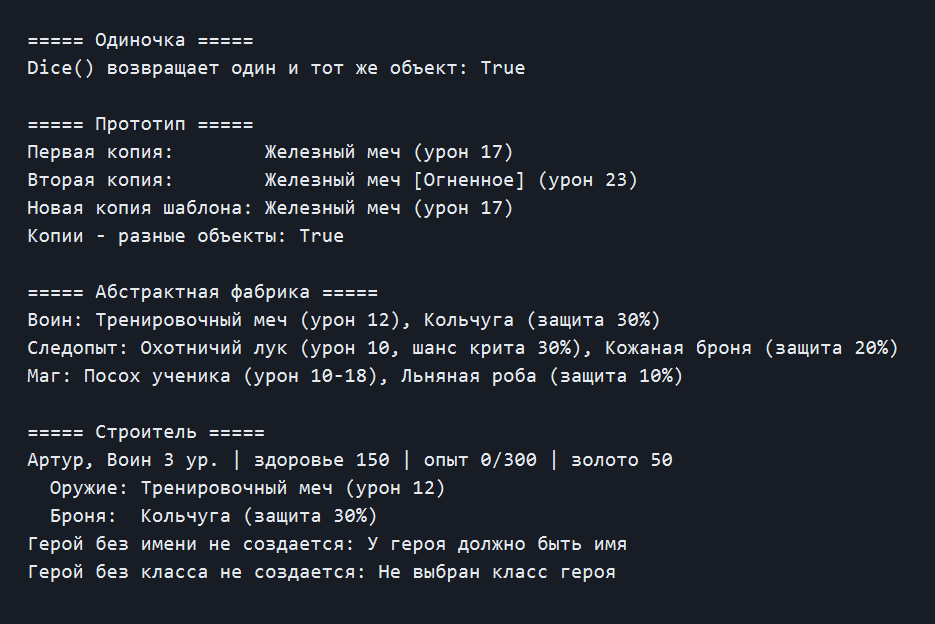 ===== Одиночка =====
Dice() возвращает один и тот же объект: True
===== Прототип =====
Первая копия:        Железный меч (урон 17)
Вторая копия:        Железный меч [Огненное] (урон 23)
Новая копия шаблона: Железный меч (урон 17)
Копии - разные объекты: True
===== Абстрактная фабрика =====
Воин: Тренировочный меч (урон 12), Кольчуга (защита 30%)
Следопыт: Охотничий лук (урон 10, шанс крита 30%), Кожаная броня (защита 20%)
Маг: Посох ученика (урон 10-18), Льняная роба (защита 10%)
===== Строитель =====
Артур, Воин 3 ур. | здоровье 150 | опыт 0/300 | золото 50
  Оружие: Тренировочный меч (урон 12)
  Броня:  Кольчуга (защита 30%)
Герой без имени не создается: У героя должно быть имя
Герой без класса не создается: Не выбран класс героя